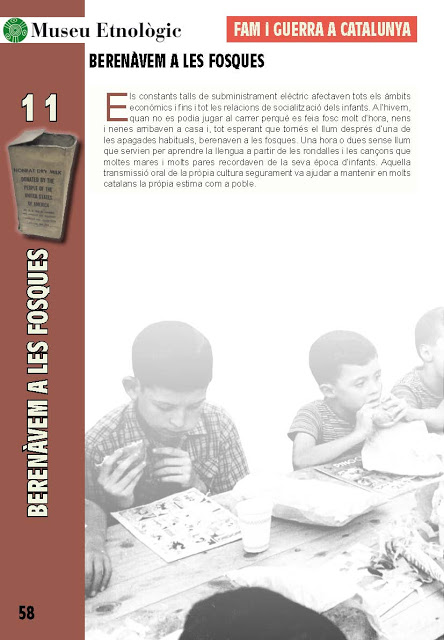 Museu Etnològic
FAM I GUERRA A CATALUNYA
BERENÀVEM A LES FOSQUES
11
Els constants talls de subministrament elèctric afectaven tots els àmbits
econòmics i fins i tot les relacions de socialització dels infants. A l'hivern,
quan no es podia jugar al carrer perquè es feia fosc molt d'hora, nens
i nenes arribaven a casa i, tot esperant que tornés el llum després d'una de
les apagades habituals, berenaven a les fosques. Una hora o dues sense llum
que servien per aprendre la llengua a partir de les rondalles i les cançons que
moltes mares i molts pares recordaven de la seva època d'infants. Aquella
transmissió oral de la pròpia cultura segurament va ajudar a mantenir en molts
catalans la pròpia estima com a poble.
NONFAT DRY MILK
DONATED BY THE
PEOPLE OF THE
UNITED STATES
OF AMERICA
BERENÀVEM A LES FOSQUES
58